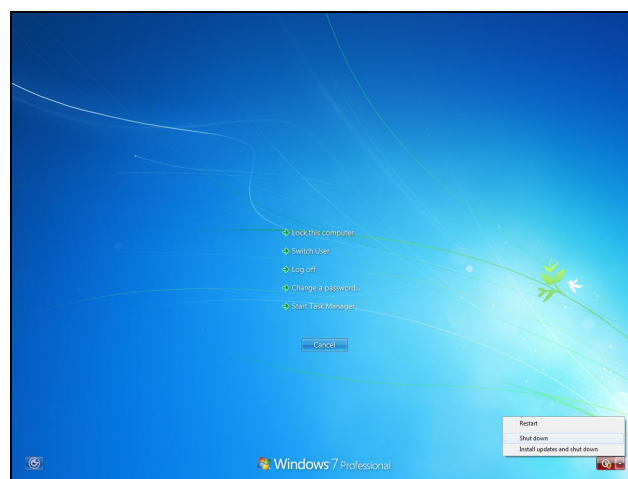 Lock this computer
Switch User
Log off
Change a password...
Start Task Manager
Cancel
Restart
Shut down
Install updates and shut down
Windows 7 Professional